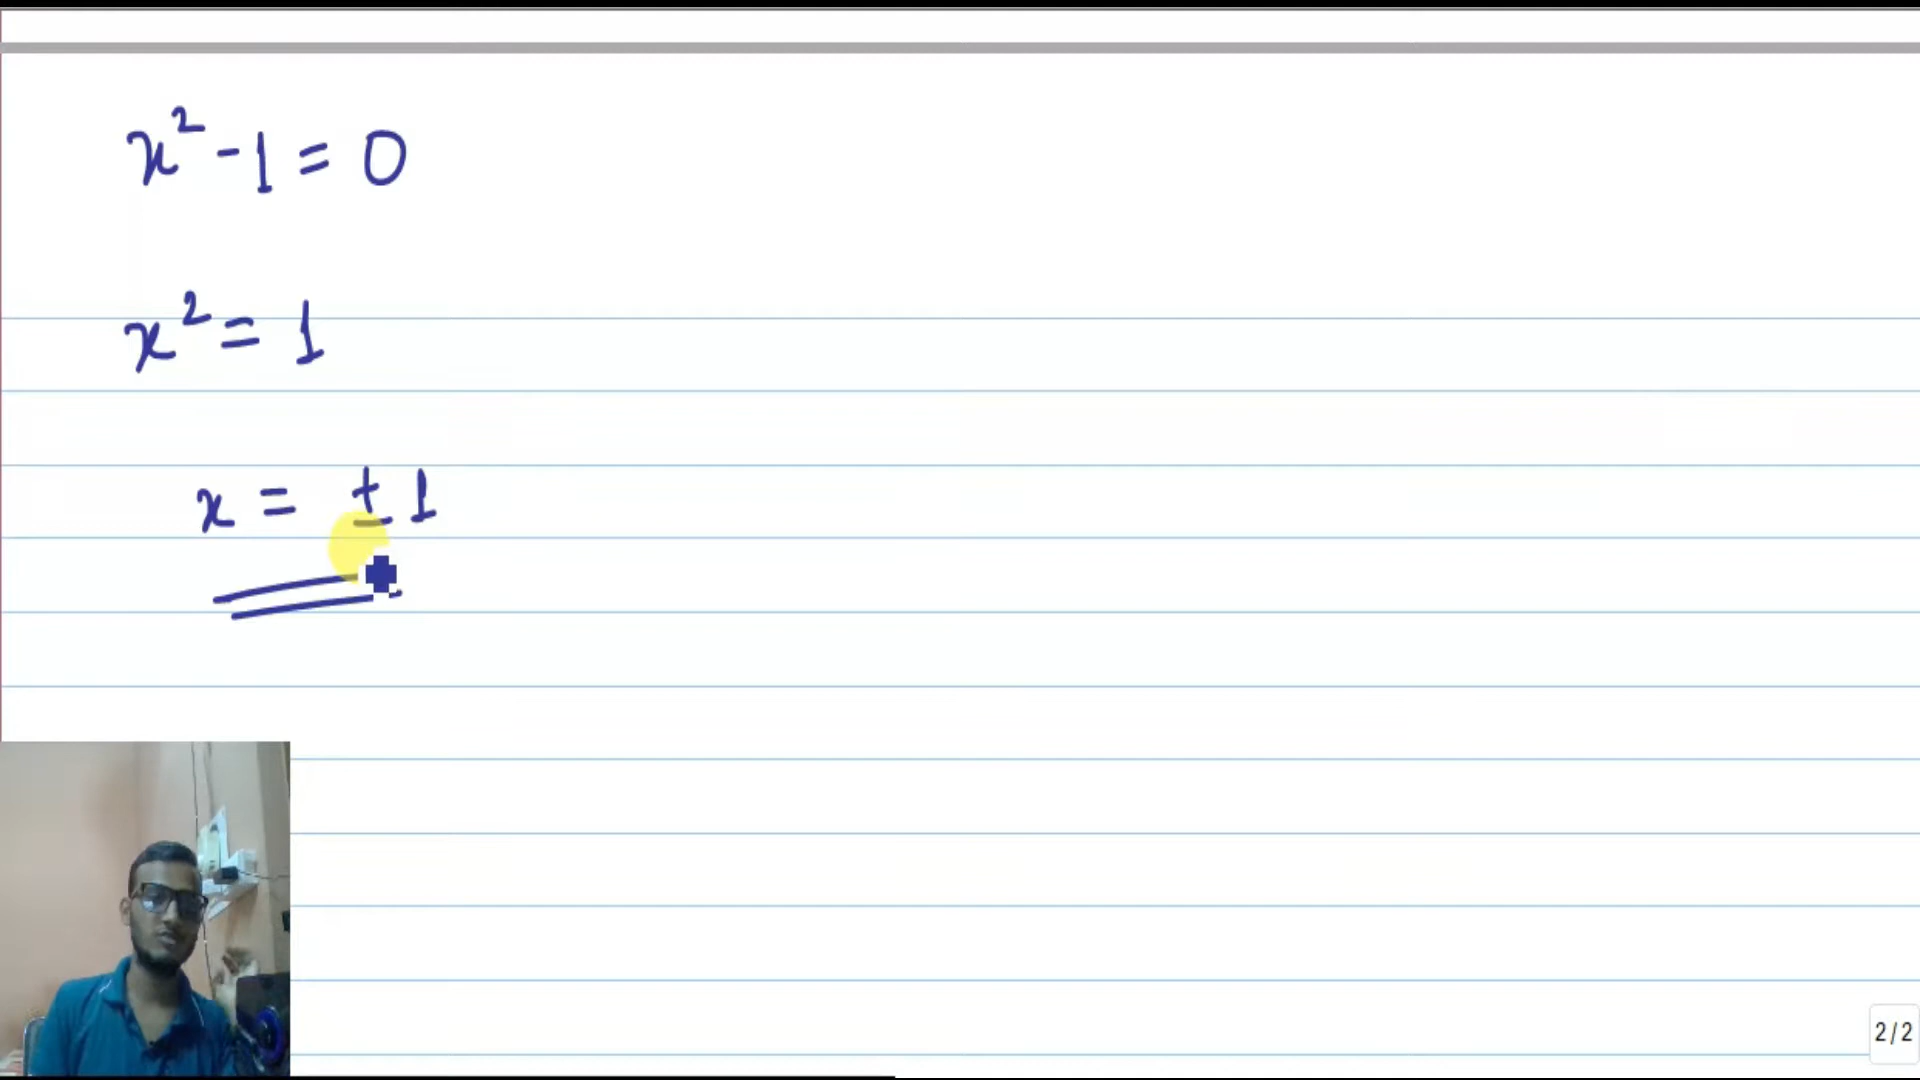 x² - 1 = 0
x² = 1
x = ± 1
2/2